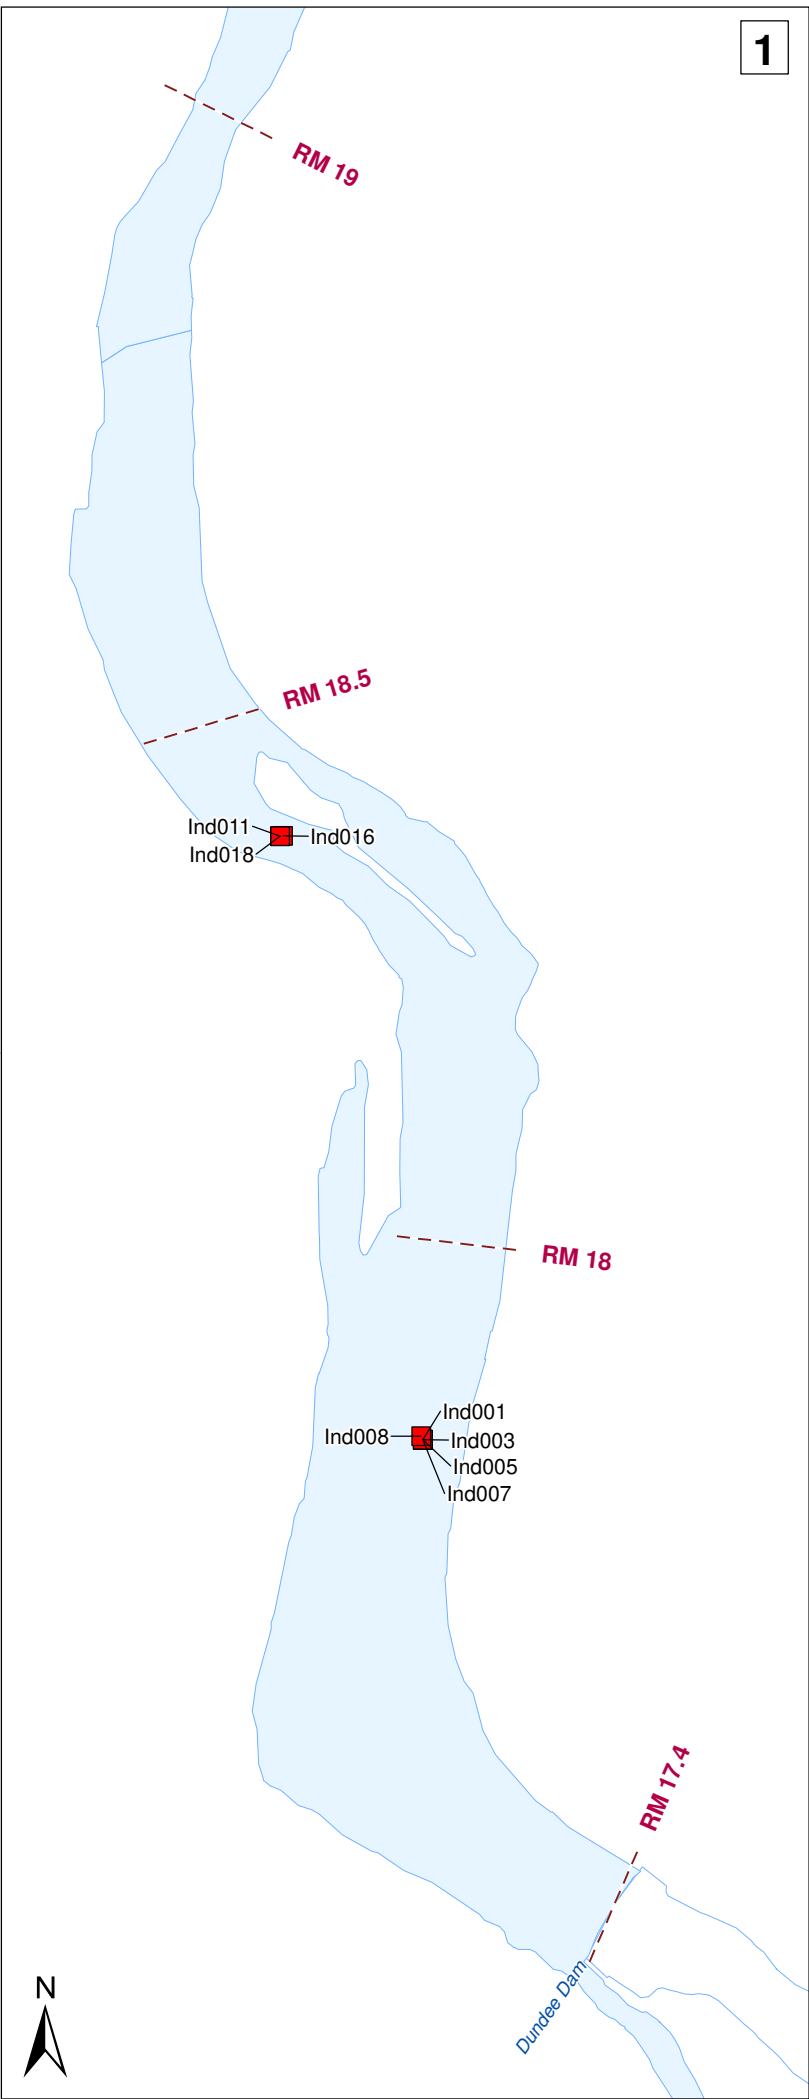 1
RM 19
RM 18.5
Ind011
Ind016
Ind018
RM 18
Ind001
Ind008
Ind003
Ind005
Ind007
RM 17.4
Dundee Dam
N